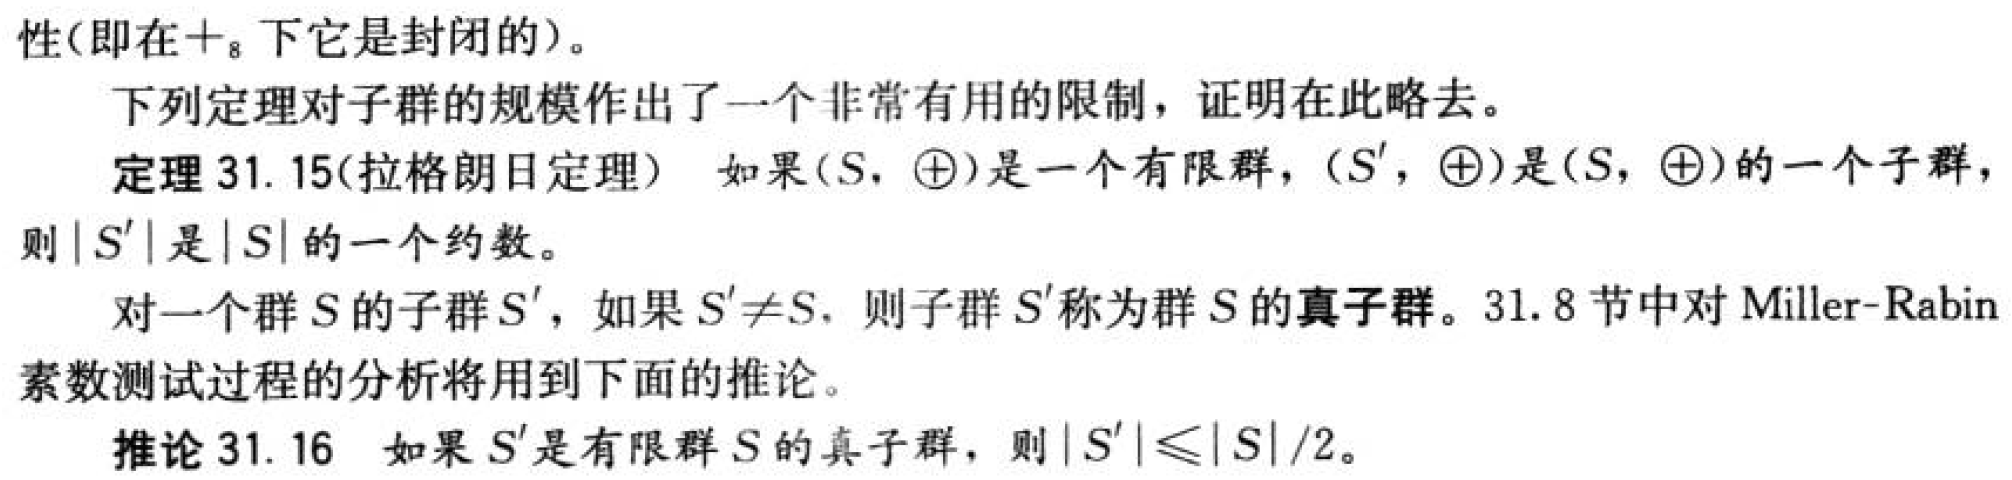 性(即在+₈下它是封闭的)。
下列定理对子群的规模作出了一个非常有用的限制，证明在此略去。
定理 31.15(拉格朗日定理) 如果(S, ⊕)是一个有限群，(S′, ⊕)是(S, ⊕)的一个子群，
则|S′|是|S|的一个约数。
对一个群 S 的子群 S′，如果 S′≠S，则子群 S′称为群 S 的真子群。31.8 节中对 Miller-Rabin
素数测试过程的分析将用到下面的推论。
推论 31.16 如果 S′是有限群 S 的真子群，则|S′|≤|S|/2。